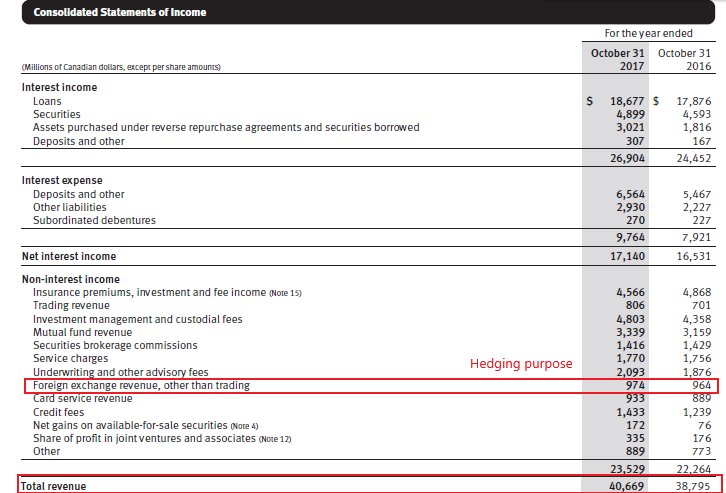 Consolidated Statements of Income
For the year ended
October 31 October 31
(Millions of Canadian dollars, except per share amounts) 2017 2016
Interest income
Loans $ 18,677 $ 17,876
Securities 4,899 4,593
Assets purchased under reverse repurchase agreements and securities borrowed 3,021 1,816
Deposits and other 307 167
26,904 24,452
Interest expense
Deposits and other 6,564 5,467
Other liabilities 2,930 2,227
Subordinated debentures 270 227
9,764 7,921
Net interest income 17,140 16,531
Non-interest income
Insurance premiums, investment and fee income (Note 15) 4,566 4,868
Trading revenue 806 701
Investment management and custodial fees 4,803 4,358
Mutual fund revenue 3,339 3,159
Securities brokerage commissions 1,416 1,429
Service charges 1,770 1,756
Hedging purpose
Underwriting and other advisory fees 2,093 1,876
Foreign exchange revenue, other than trading 974 964
Card service revenue 933 889
Credit fees 1,433 1,239
Net gains on available-for-sale securities (Note 4) 172 76
Share of profit in joint ventures and associates (Note 12) 335 176
Other 889 773
23,529 22,264
Total revenue 40,669 38,795